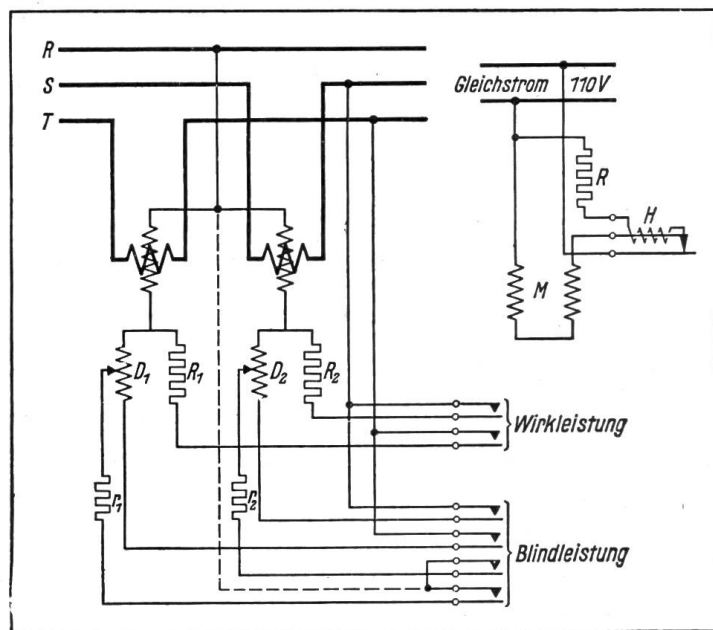 R
S
T
Gleichstrom 110V
R
H
M
D1
R1
D2
R2
r1
r2
Wirkleistung
Blindleistung